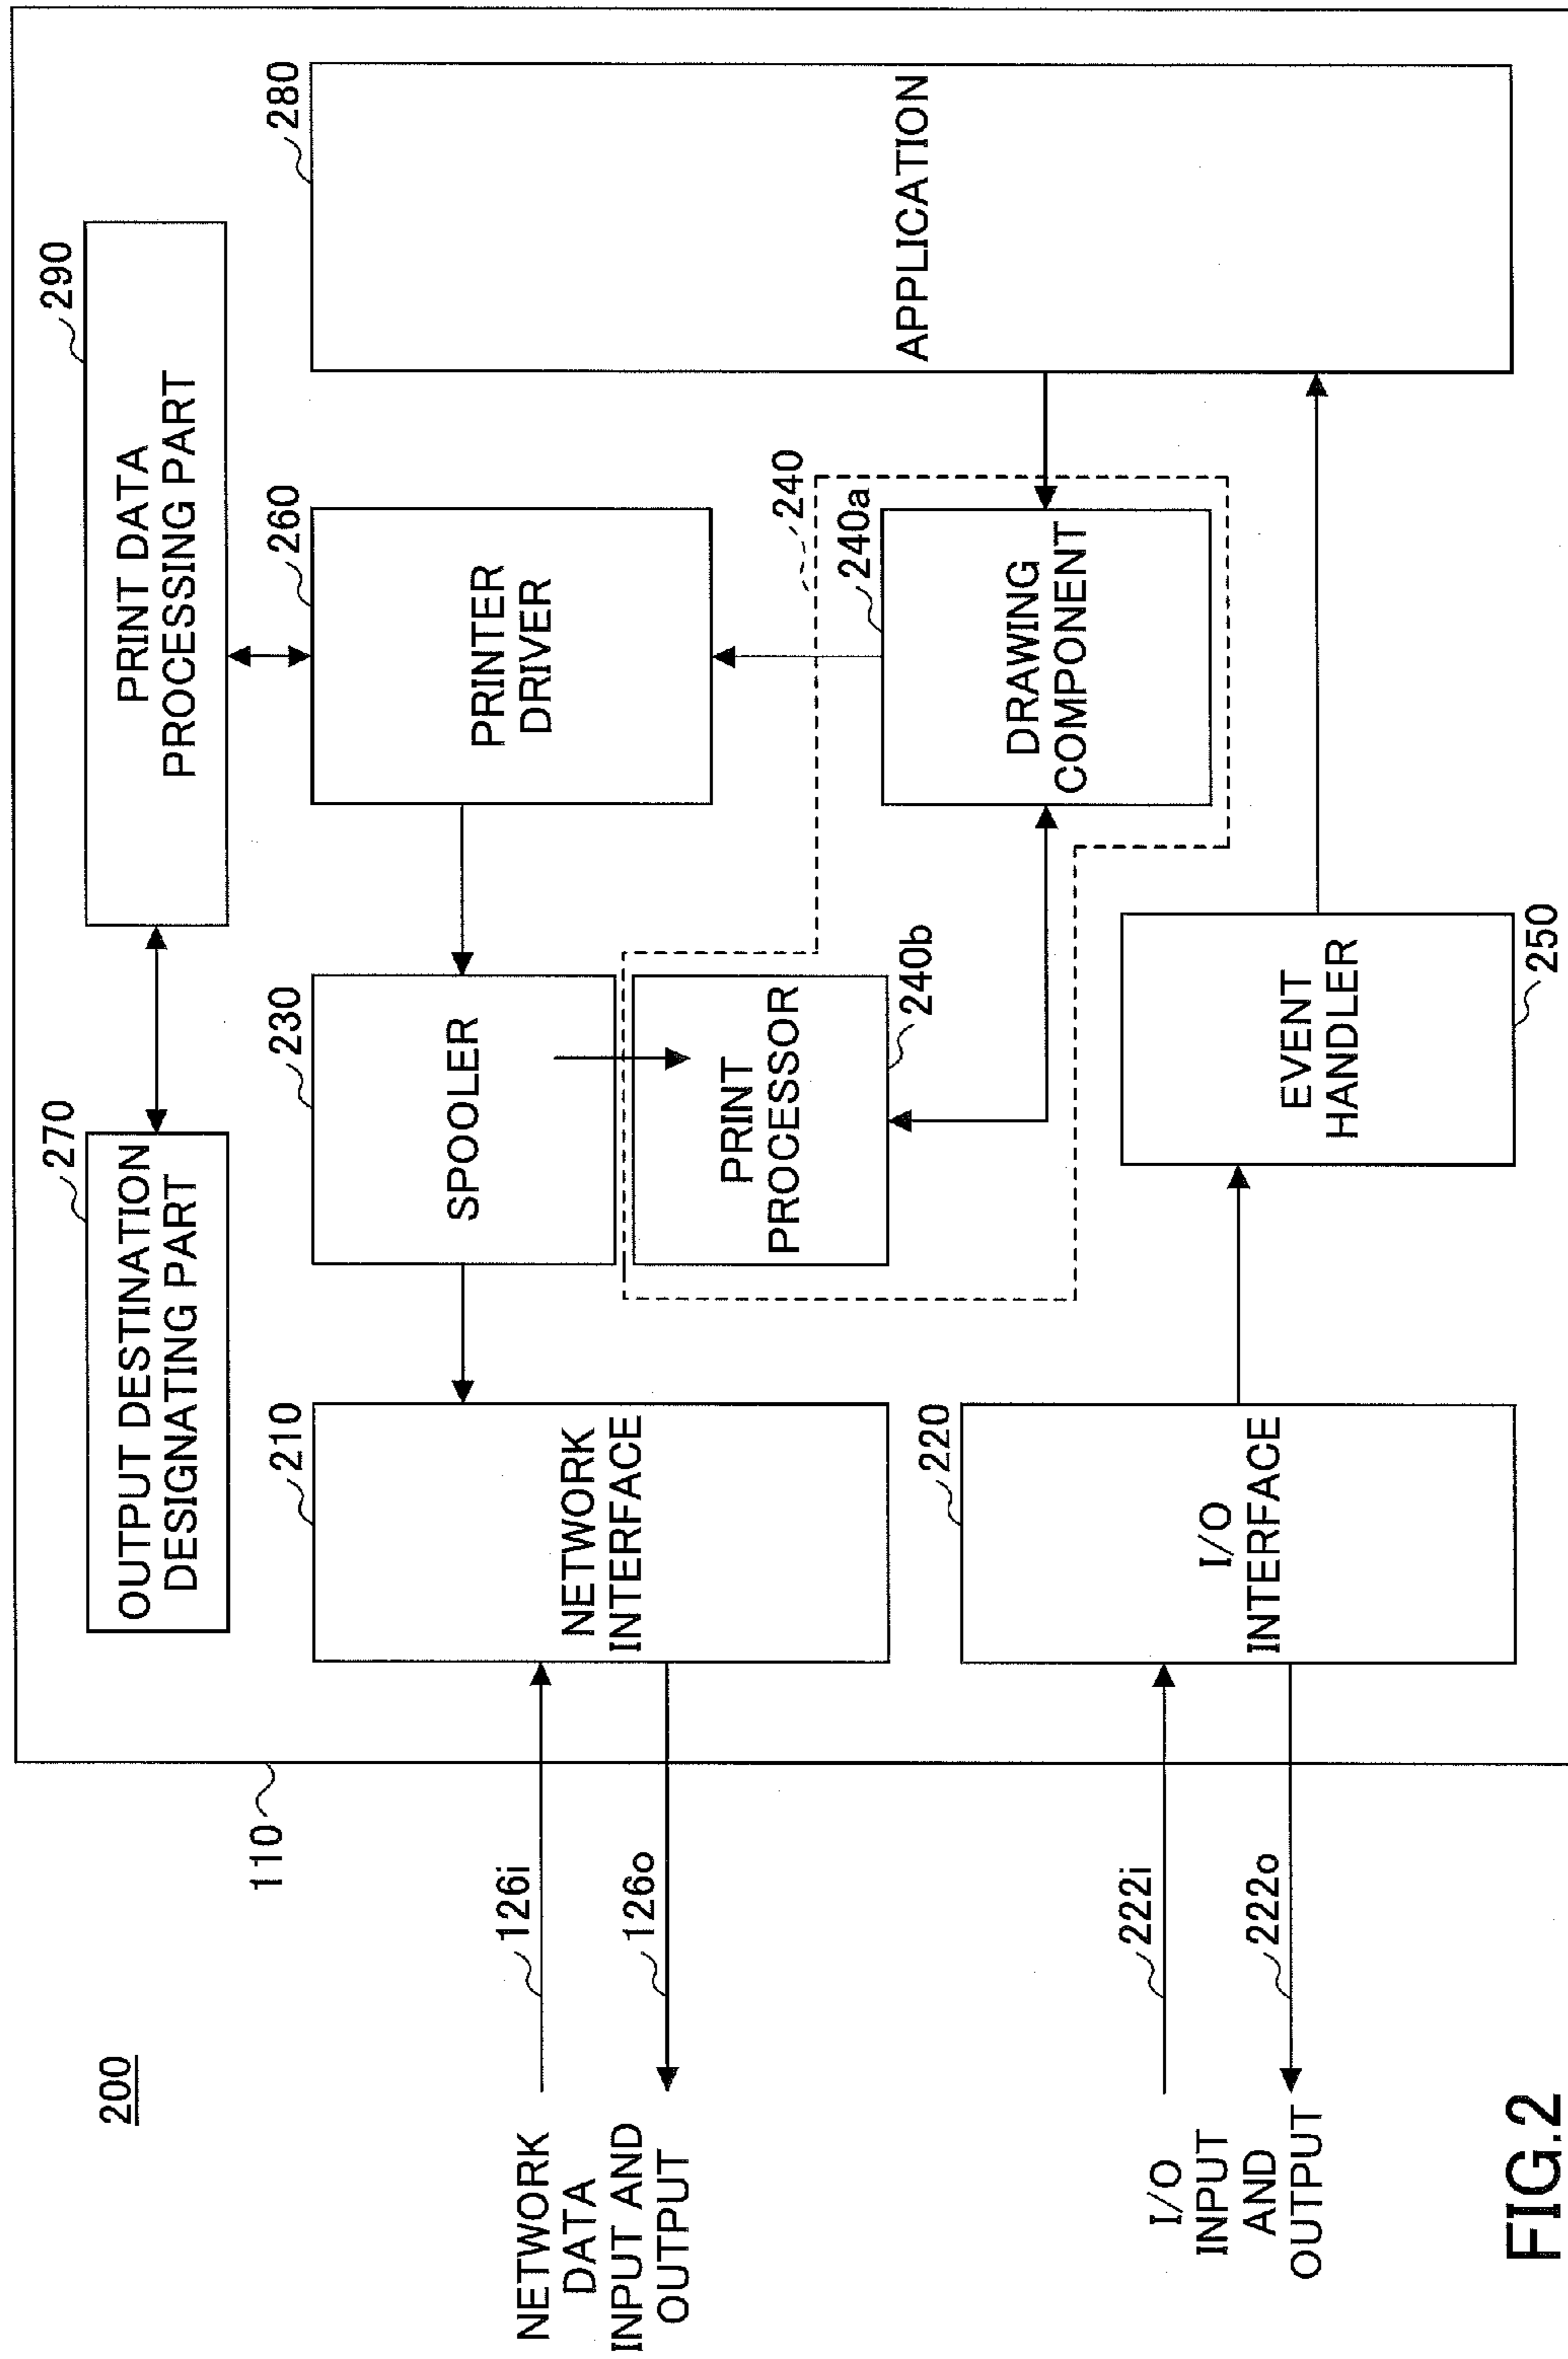 200
110
270
OUTPUT DESTINATION
DESIGNATING PART
290
PRINT DATA
PROCESSING PART
NETWORK
DATA
INPUT AND
OUTPUT
126i
126o
210
NETWORK
INTERFACE
230
SPOOLER
PRINT
PROCESSOR
240b
260
PRINTER
DRIVER
240
240a
DRAWING
COMPONENT
280
APPLICATION
I/O
INPUT
AND
OUTPUT
222i
222o
220
I/O
INTERFACE
EVENT
HANDLER
250
FIG.2